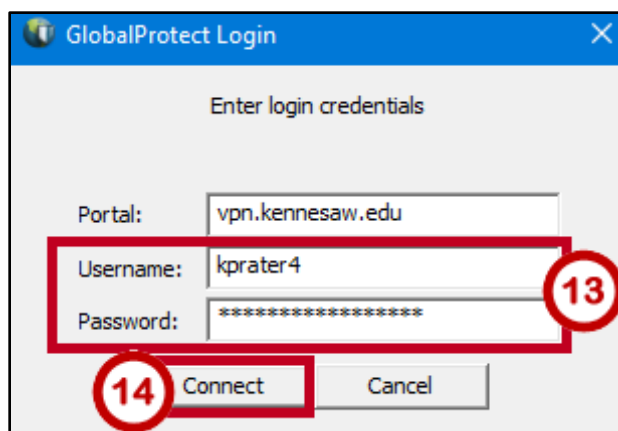 GlobalProtect Login
Enter login credentials
Portal: vpn.kennesaw.edu
Username: kprater4
Password: *****************
13
14 Connect Cancel